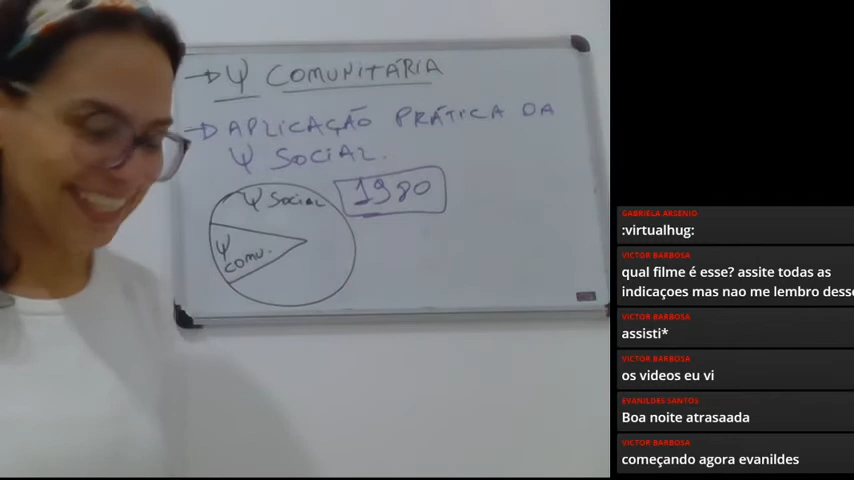 → Ψ COMUNITÁRIA
→ APLICAÇÃO PRÁTICA DA
Ψ SOCIAL.
Ψ SOCIAL
1980
Ψ
COMU.
GABRIELA ARSENIO
:virtualhug:
VICTOR BARBOSA
qual filme é esse? assite todas as
indicaçoes mas nao me lembro desse
VICTOR BARBOSA
assisti*
VICTOR BARBOSA
os videos eu vi
EVANILDES SANTOS
Boa noite atrasaada
VICTOR BARBOSA
começando agora evanildes